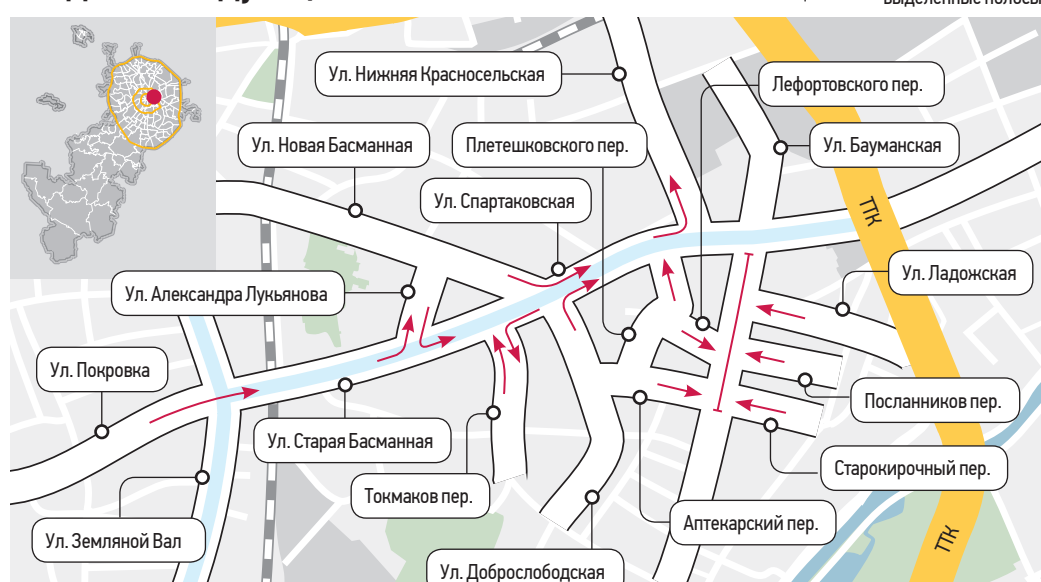 выделенные полосы
Ул. Нижняя Красносельская
Лефортовского пер.
Ул. Новая Басманная
Плетешковского пер.
Ул. Бауманская
Ул. Спартаковская
ТТК
Ул. Ладожская
Ул. Александра Лукьянова
Ул. Покровка
Посланников пер.
Ул. Старая Басманная
Старокирочный пер.
Токмаков пер.
Аптекарский пер.
Ул. Земляной Вал
ТТК
Ул. Доброслободская